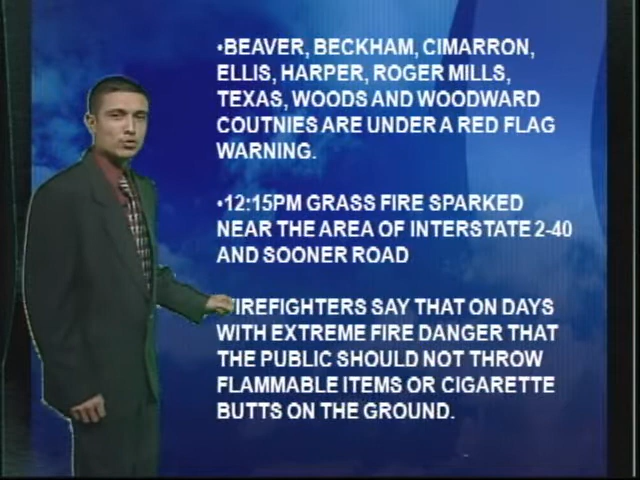 •BEAVER, BECKHAM, CIMARRON,
ELLIS, HARPER, ROGER MILLS,
TEXAS, WOODS AND WOODWARD
COUTNIES ARE UNDER A RED FLAG
WARNING.
•12:15PM GRASS FIRE SPARKED
NEAR THE AREA OF INTERSTATE 2-40
AND SOONER ROAD
FIREFIGHTERS SAY THAT ON DAYS
WITH EXTREME FIRE DANGER THAT
THE PUBLIC SHOULD NOT THROW
FLAMMABLE ITEMS OR CIGARETTE
BUTTS ON THE GROUND.